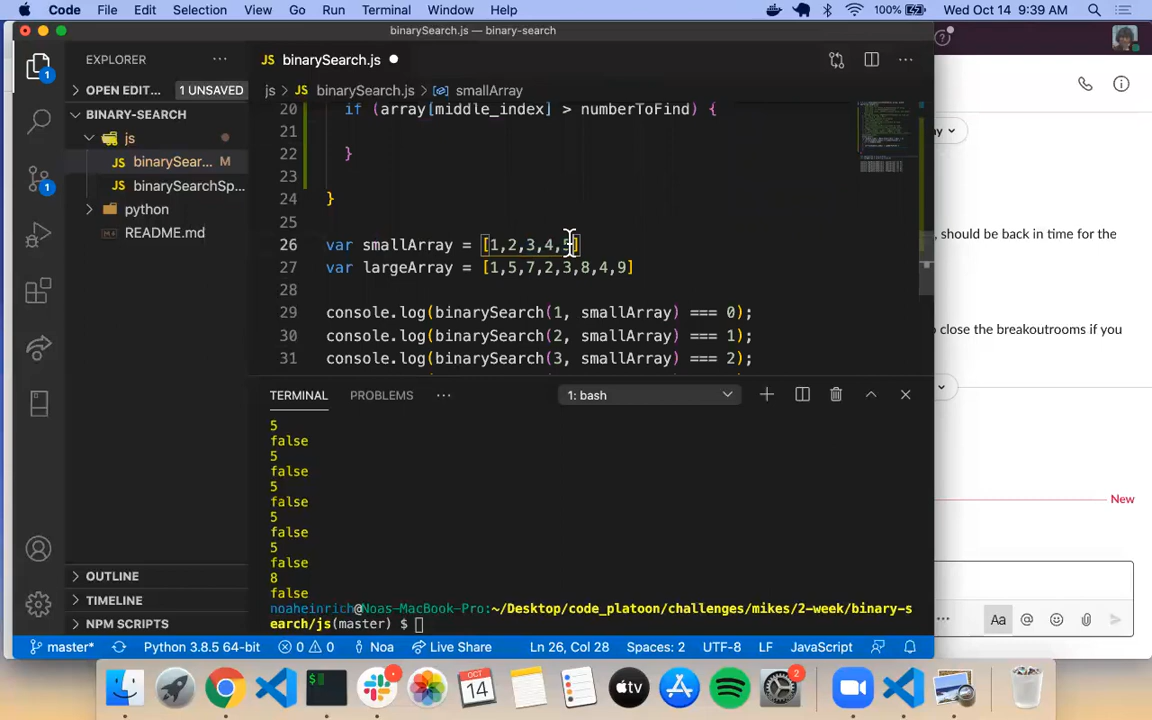 Code File Edit Selection View Go Run Terminal Window Help 100% Wed Oct 14 9:39 AM
binarySearch.js — binary-search
EXPLORER
OPEN EDIT... 1 UNSAVED
BINARY-SEARCH
js
JS binarySear... M
JS binarySearchSp...
python
README.md
OUTLINE
TIMELINE
NPM SCRIPTS
JS binarySearch.js
js > JS binarySearch.js > smallArray
20 if (array[middle_index] > numberToFind) {
21
22 }
23
24 }
25
26 var smallArray = [1,2,3,4,5]
27 var largeArray = [1,5,7,2,3,8,4,9]
28
29 console.log(binarySearch(1, smallArray) === 0);
30 console.log(binarySearch(2, smallArray) === 1);
31 console.log(binarySearch(3, smallArray) === 2);
TERMINAL PROBLEMS 1: bash
5
false
5
false
5
false
5
false
5
false
8
false
noaheinrich@Noas-MacBook-Pro:~/Desktop/code_platoon/challenges/mikes/2-week/binary-s
earch/js(master) $
master* Python 3.8.5 64-bit 0 0 Noa Live Share Ln 26, Col 28 Spaces: 2 UTF-8 LF JavaScript
, should be back in time for the
close the breakoutrooms if you
New
Aa
OCT
14
tv
2